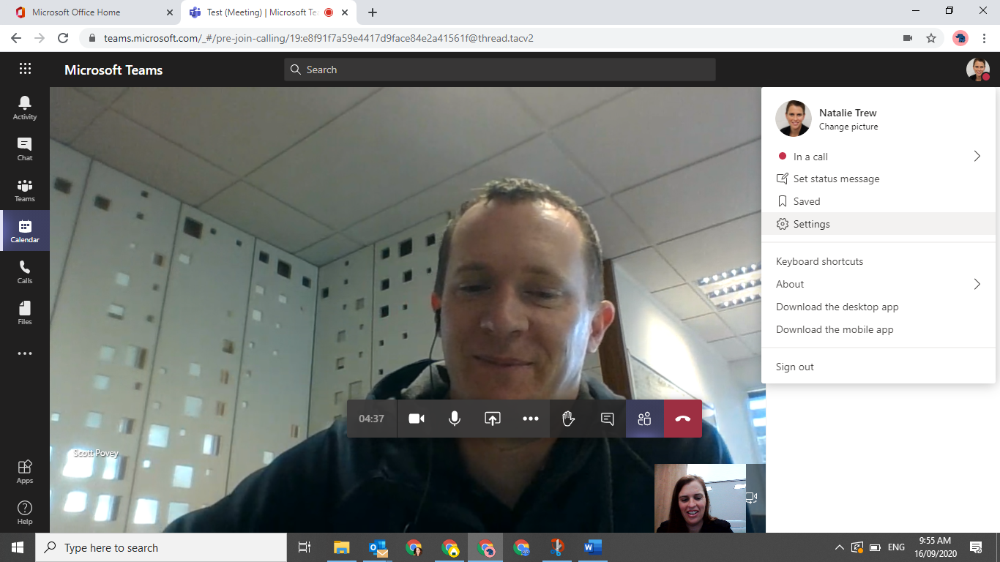 Microsoft Office Home
Test (Meeting) | Microsoft Te
teams.microsoft.com/_#/pre-join-calling/19:e8f91f7a59e4417d9face84e2a41561f@thread.tacv2
Microsoft Teams
Search
Activity
Chat
Teams
Calendar
Calls
Files
Apps
Help
Natalie Trew
Change picture
In a call
Set status message
Saved
Settings
Keyboard shortcuts
About
Download the desktop app
Download the mobile app
Sign out
04:37
Scott Povey
Type here to search
ENG
9:55 AM
16/09/2020